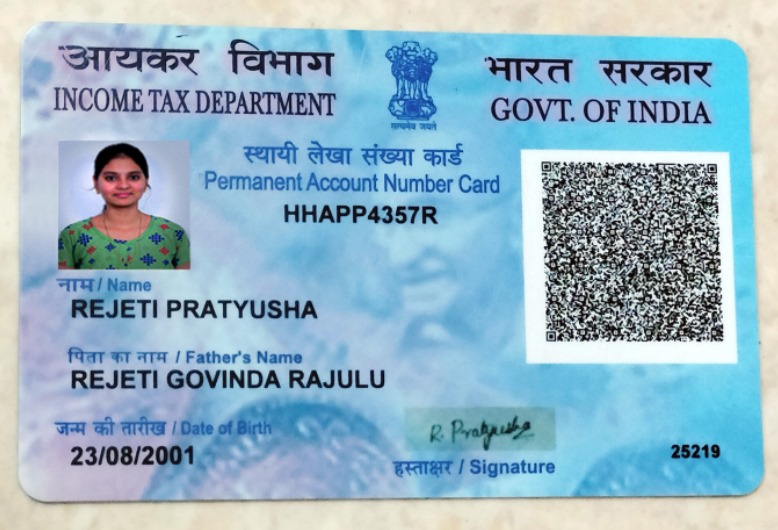 आयकर विभाग
INCOME TAX DEPARTMENT
भारत सरकार
GOVT. OF INDIA
सत्यमेव जयते
स्थायी लेखा संख्या कार्ड
Permanent Account Number Card
HHAPP4357R
नाम / Name
REJETI PRATYUSHA
पिता का नाम / Father's Name
REJETI GOVINDA RAJULU
जन्म की तारीख / Date of Birth
23/08/2001
R. Pratyusha
हस्ताक्षर / Signature
25219